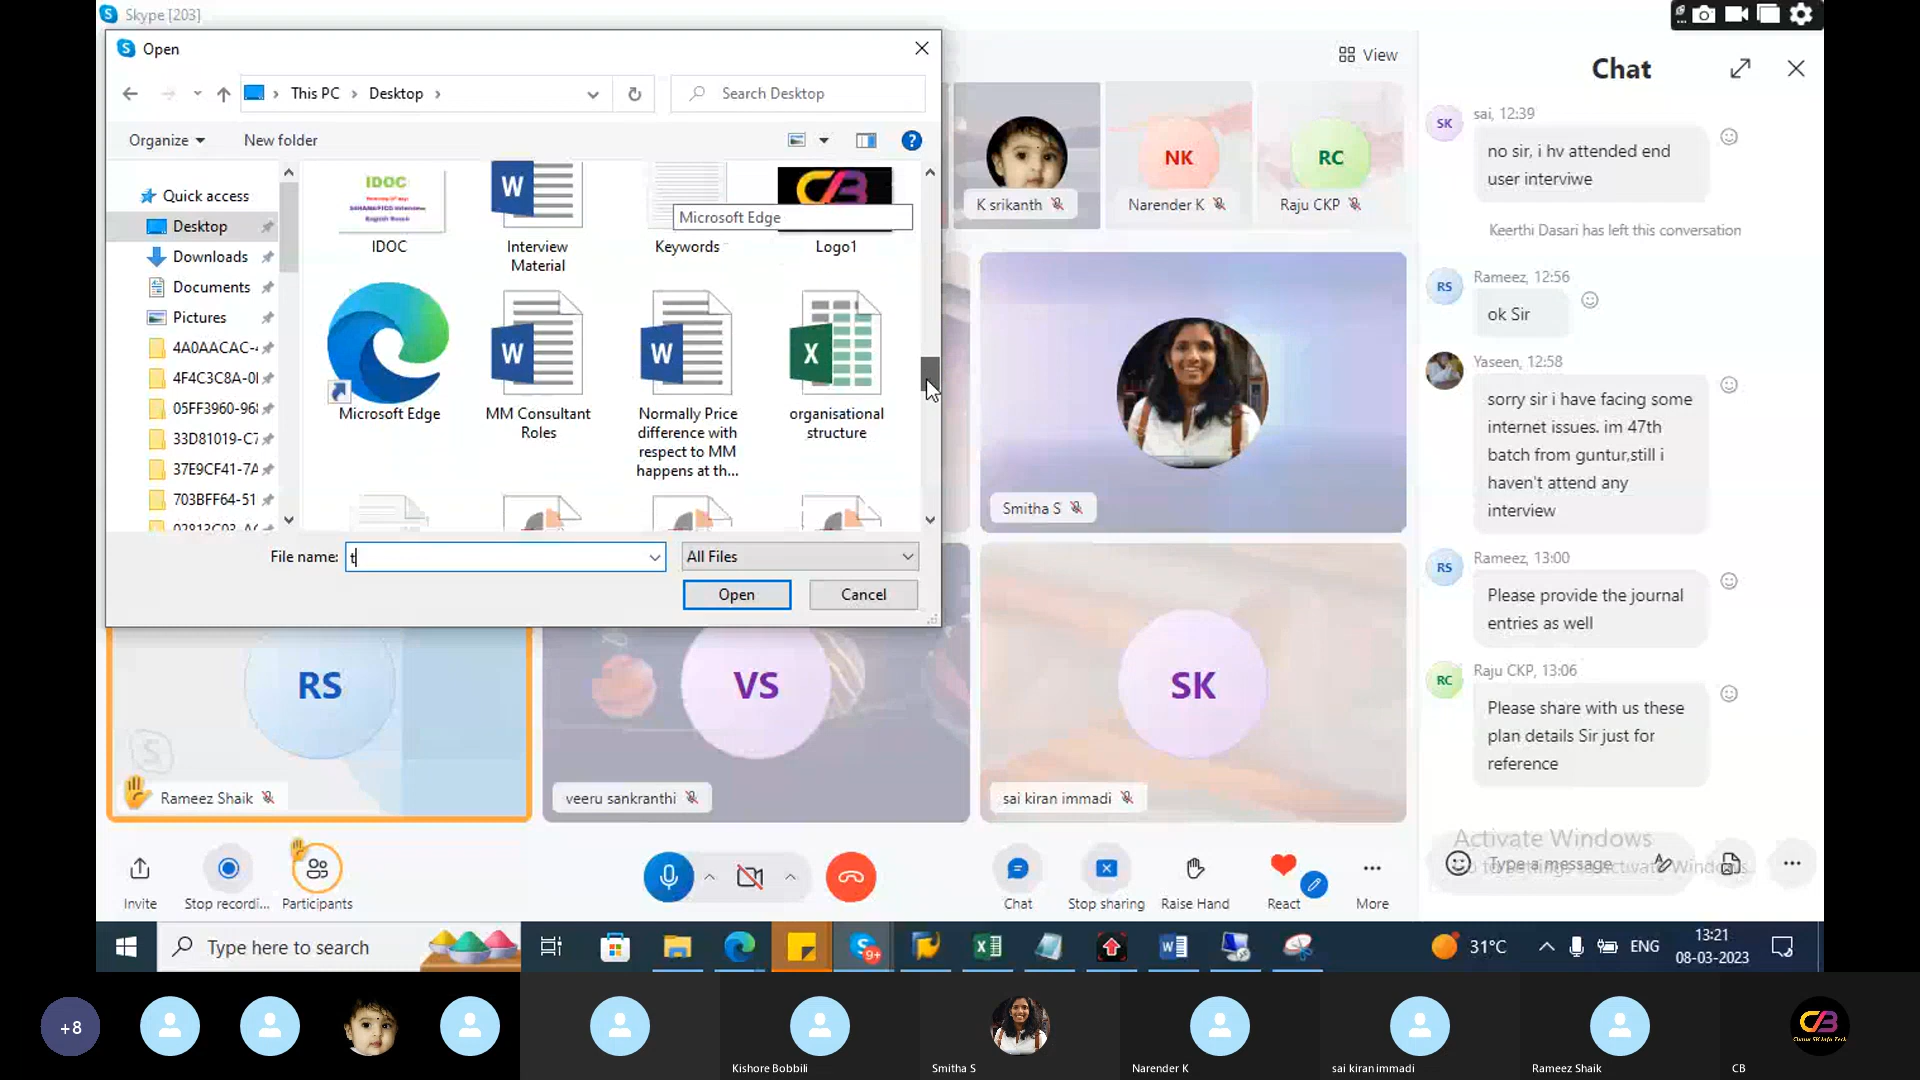 Skype [203]
Open
This PC
Desktop
Search Desktop
Organize
New folder
Quick access
Desktop
Downloads
Documents
Pictures
4A0AACAC-
4F4C3C8A-0
05FF3960-96
33D81019-C7
37E9CF41-7A
703BFF64-51
IDOC
IDOC
Interview
Material
Keywords
Microsoft Edge
Logo1
Microsoft Edge
MM Consultant
Roles
Normally Price
difference with
respect to MM
happens at th...
organisational
structure
File name:
t
All Files
Open
Cancel
View
K srikanth
NK
Narender K
RC
Raju CKP
Smitha S
RS
Rameez Shaik
VS
veeru sankranthi
SK
sai kiran immadi
Chat
SK
sai, 12:39
no sir, i hv attended end
user interviwe
Keerthi Dasari has left this conversation
RS
Rameez, 12:56
ok Sir
Yaseen, 12:58
sorry sir i have facing some
internet issues. im 47th
batch from guntur,still i
haven't attend any
interview
RS
Rameez, 13:00
Please provide the journal
entries as well
RC
Raju CKP, 13:06
Please share with us these
plan details Sir just for
reference
Activate Windows
Type a message
Invite
Stop recordi...
Participants
Chat
Stop sharing
Raise Hand
React
More
Type here to search
9+
31°C
ENG
13:21
08-03-2023
+8
Kishore Bobbili
Smitha S
Narender K
sai kiran immadi
Rameez Shaik
CB